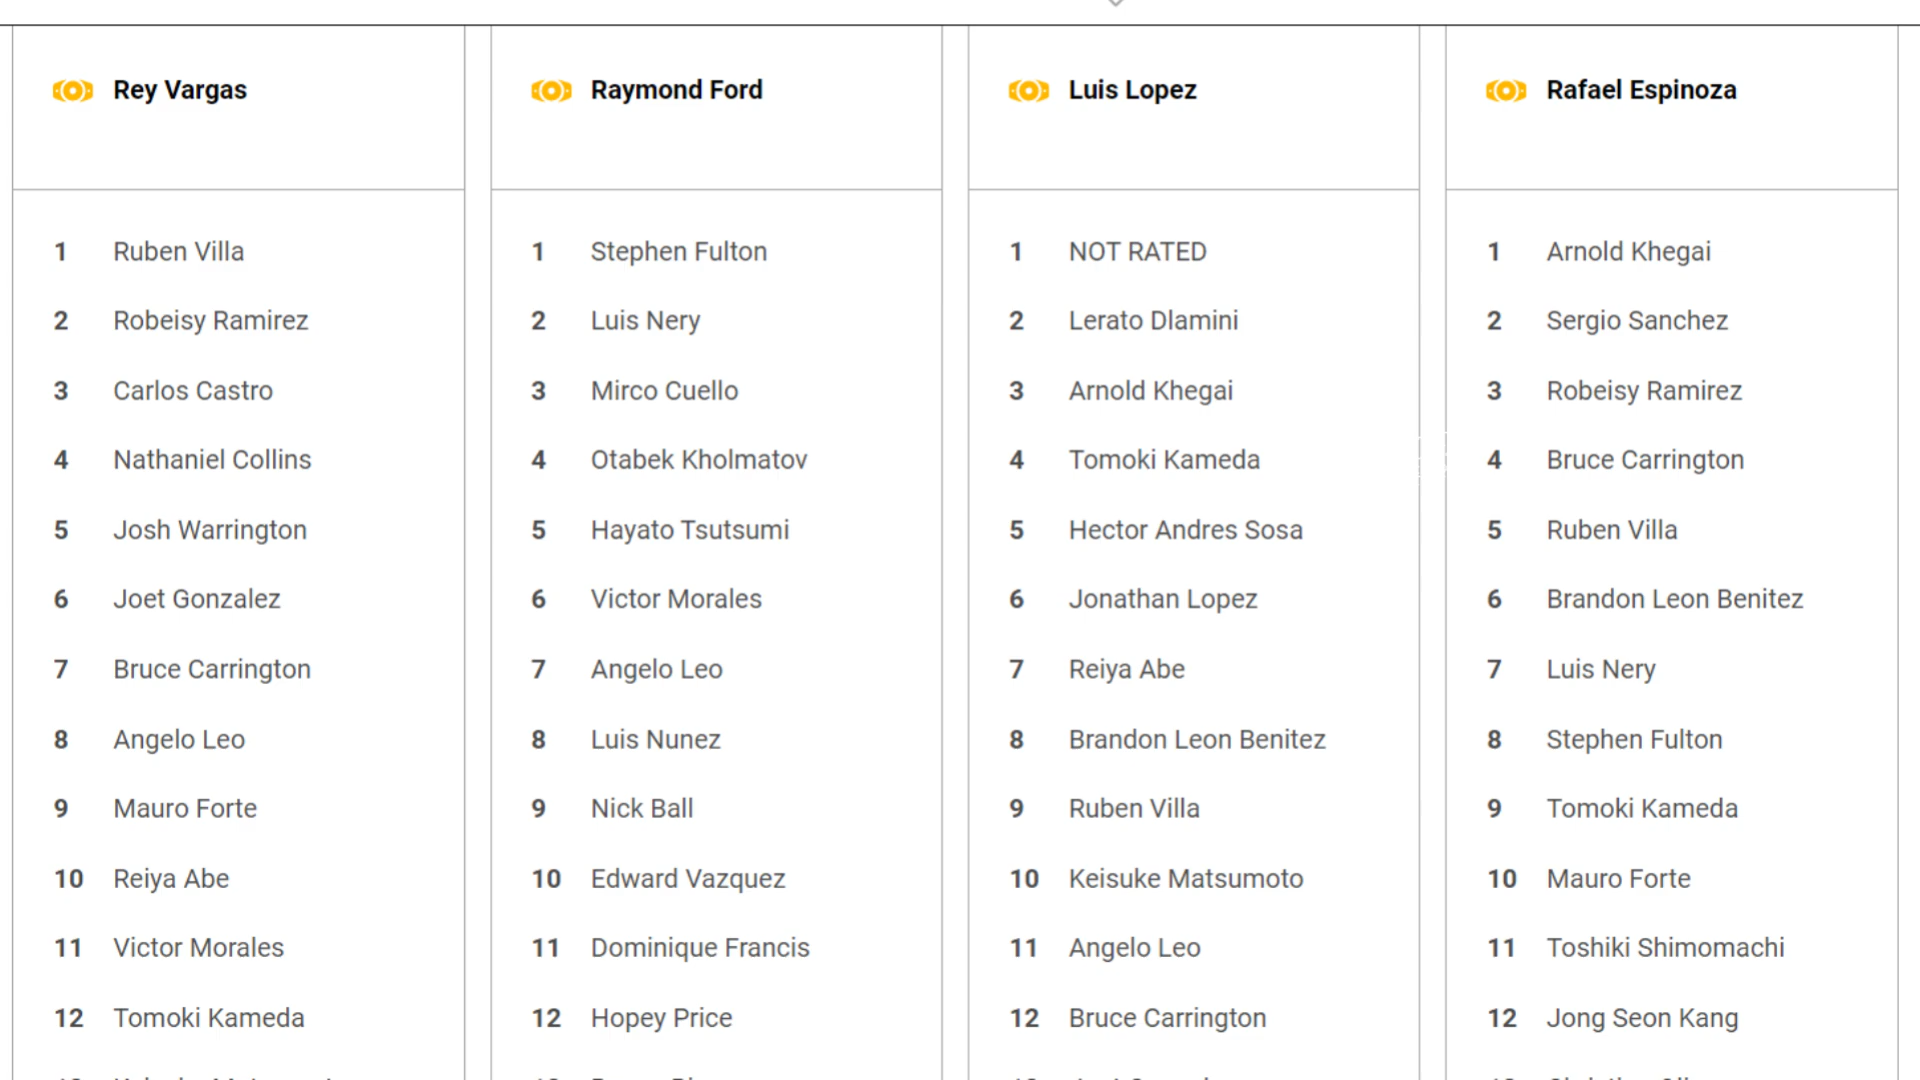 Rey Vargas
1 Ruben Villa
2 Robeisy Ramirez
3 Carlos Castro
4 Nathaniel Collins
5 Josh Warrington
6 Joet Gonzalez
7 Bruce Carrington
8 Angelo Leo
9 Mauro Forte
10 Reiya Abe
11 Victor Morales
12 Tomoki Kameda
Raymond Ford
1 Stephen Fulton
2 Luis Nery
3 Mirco Cuello
4 Otabek Kholmatov
5 Hayato Tsutsumi
6 Victor Morales
7 Angelo Leo
8 Luis Nunez
9 Nick Ball
10 Edward Vazquez
11 Dominique Francis
12 Hopey Price
Luis Lopez
1 NOT RATED
2 Lerato Dlamini
3 Arnold Khegai
4 Tomoki Kameda
5 Hector Andres Sosa
6 Jonathan Lopez
7 Reiya Abe
8 Brandon Leon Benitez
9 Ruben Villa
10 Keisuke Matsumoto
11 Angelo Leo
12 Bruce Carrington
Rafael Espinoza
1 Arnold Khegai
2 Sergio Sanchez
3 Robeisy Ramirez
4 Bruce Carrington
5 Ruben Villa
6 Brandon Leon Benitez
7 Luis Nery
8 Stephen Fulton
9 Tomoki Kameda
10 Mauro Forte
11 Toshiki Shimomachi
12 Jong Seon Kang